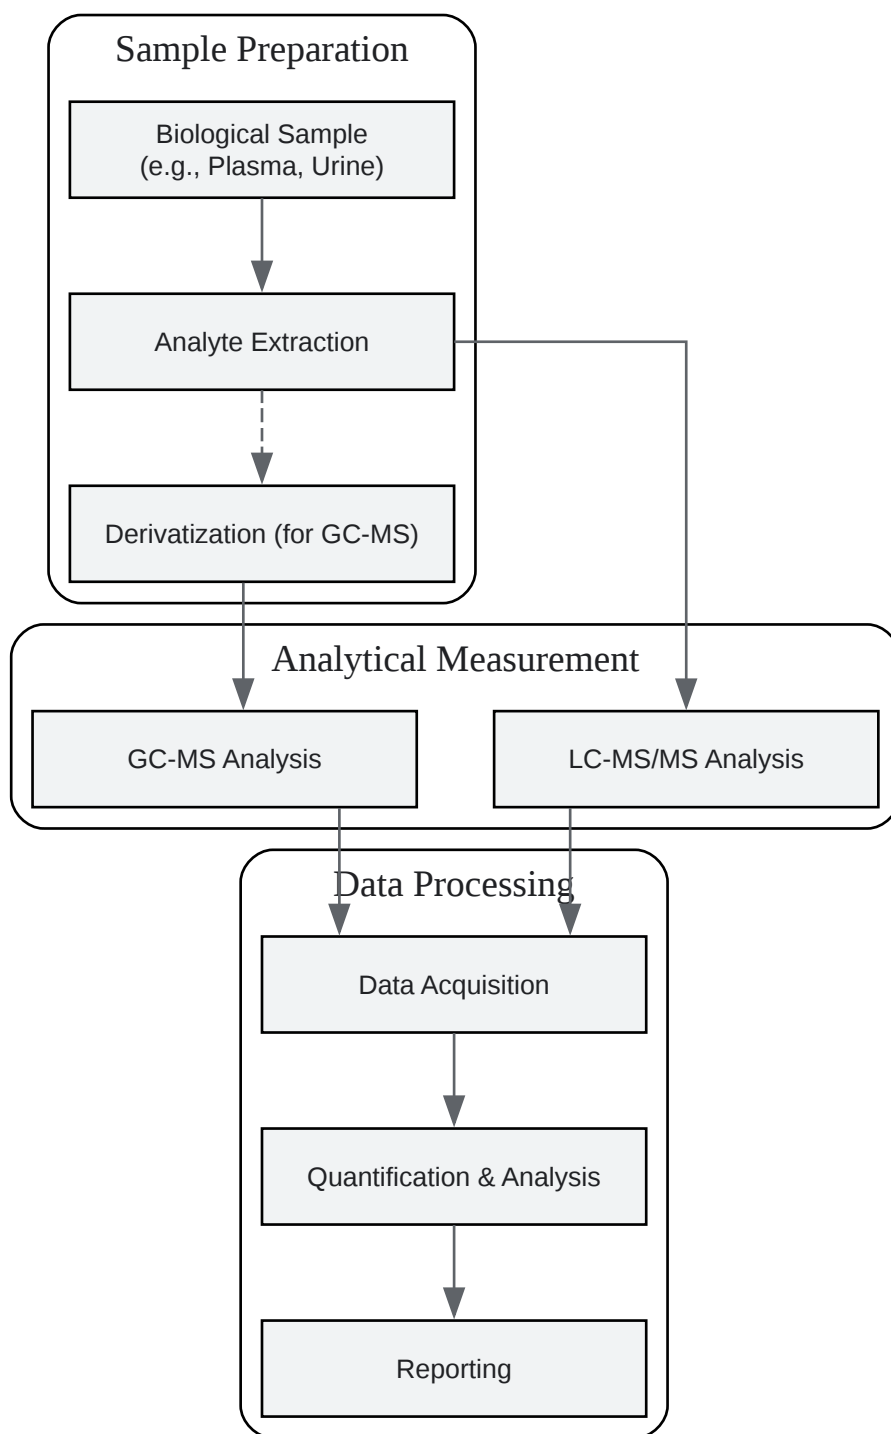 Sample Preparation
Biological Sample
(e.g., Plasma, Urine)
Analyte Extraction
Derivatization (for GC-MS)
Analytical Measurement
GC-MS Analysis
LC-MS/MS Analysis
Data Processing
Data Acquisition
Quantification & Analysis
Reporting